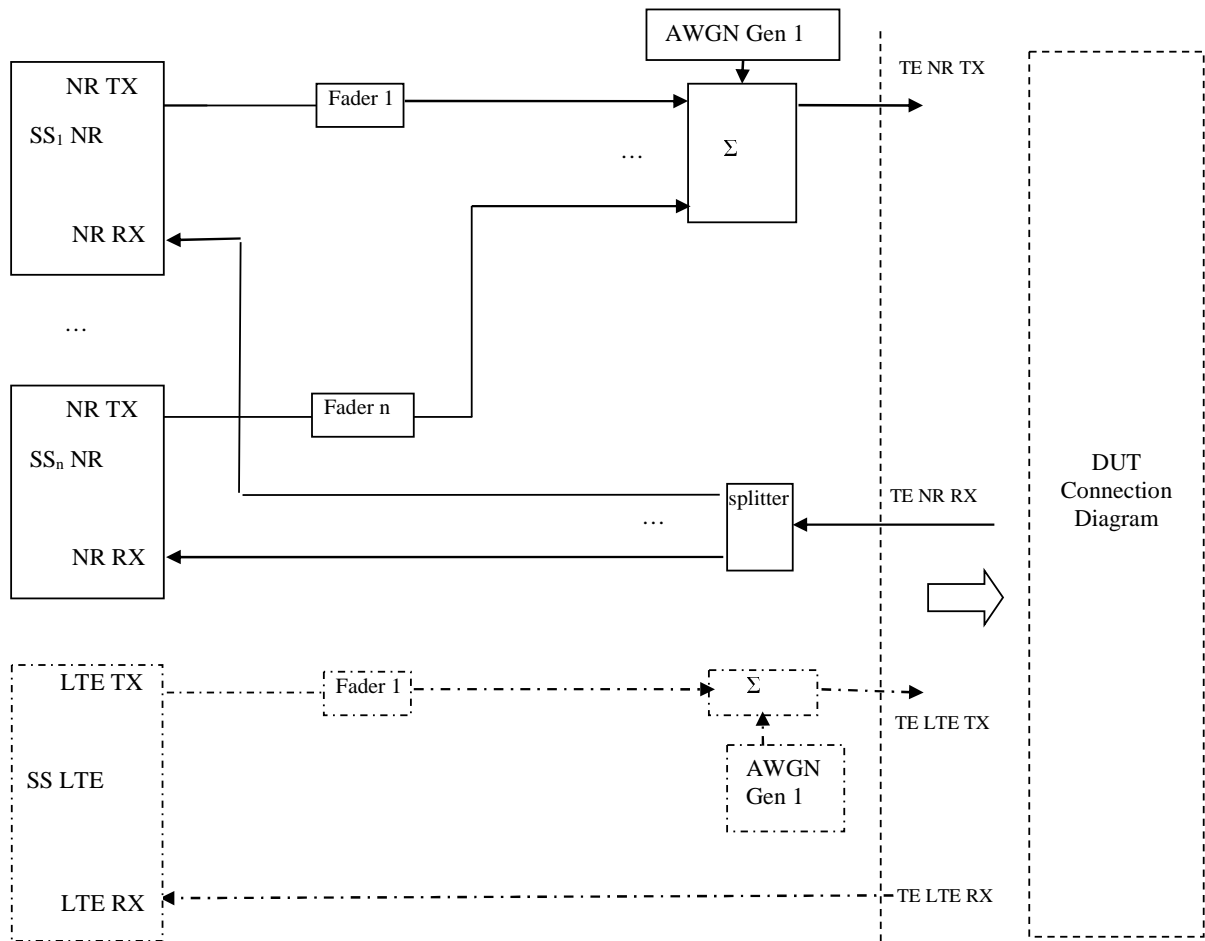 AWGN Gen 1
TE NR TX
NR TX
Fader 1
SS₁ NR
…
Σ
NR RX
…
NR TX
Fader n
SSₙ NR
DUT
Connection
Diagram
splitter
TE NR RX
…
NR RX
LTE TX
Fader 1
Σ
TE LTE TX
SS LTE
AWGN
Gen 1
LTE RX
TE LTE RX